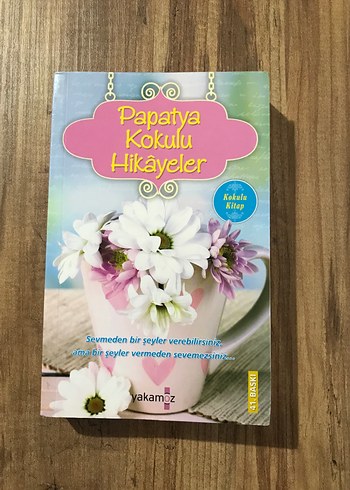 Papatya
Kokulu
Hikâyeler
Kokulu
Kitap
Sevmeden bir şeyler verebilirsiniz,
ama bir şeyler vermeden sevemezsiniz...
yakamoz
41. BASKI